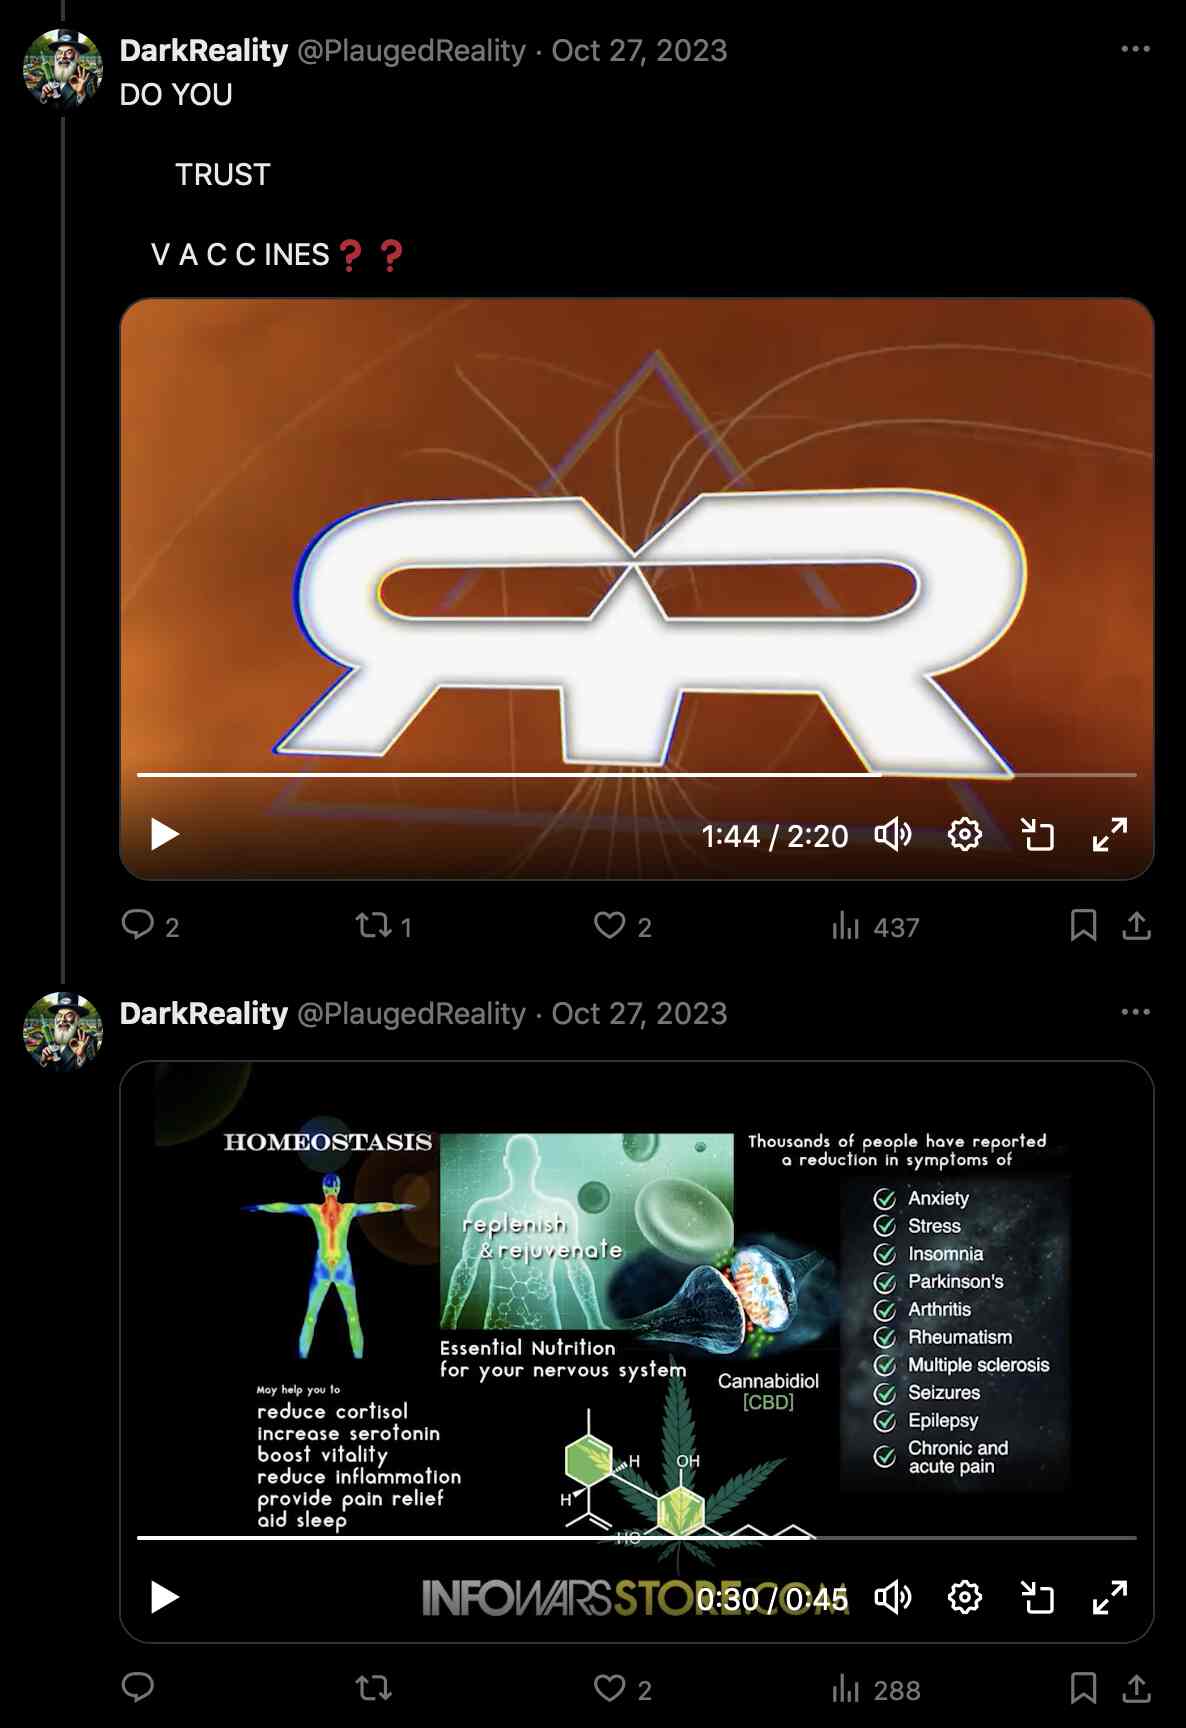 DarkReality @PlaugedReality · Oct 27, 2023
DO YOU
TRUST
V A C C INES❓❓
1:44 / 2:20
2
1
2
437
DarkReality @PlaugedReality · Oct 27, 2023
HOMEOSTASIS
replenish
& rejuvenate
Essential Nutrition
for your nervous system
May help you to
reduce cortisol
increase serotonin
boost vitality
reduce inflammation
provide pain relief
aid sleep
Cannabidiol
[CBD]
H
OH
H
HO
Thousands of people have reported
a reduction in symptoms of
Anxiety
Stress
Insomnia
Parkinson's
Arthritis
Rheumatism
Multiple sclerosis
Seizures
Epilepsy
Chronic and
acute pain
INFOWARSSTORE.COM
0:30 / 0:45
2
288